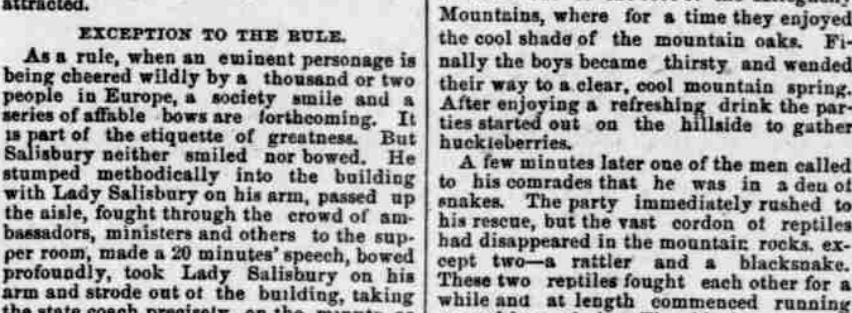 attracted.
EXCEPTION TO THE RULE.
As a rule, when an eminent personage is
being cheered wildly by a thousand or two
people in Europe, a society smile and a
series of affable bows are forthcoming. It
is part of the etiquette of greatness. But
Salisbury neither smiled nor bowed. He
stumped methodically into the building
with Lady Salisbury on his arm, passed up
the aisle, fought through the crowd of am-
bassadors, ministers and others to the sup-
per room, made a 20 minutes' speech, bowed
profoundly, took Lady Salisbury on his
arm and strode out of the building, taking
the state coach precisely on the minute
Mountains, where for a time they enjoyed
the cool shade of the mountain oaks. Fi-
nally the boys became thirsty and wended
their way to a clear, cool mountain spring.
After enjoying a refreshing drink the par-
ties started out on the hillside to gather
huckleberries.
A few minutes later one of the men called
to his comrades that he was in a den of
snakes. The party immediately rushed to
his rescue, but the vast cordon of reptiles
had disappeared in the mountain rocks, ex-
cept two—a rattler and a blacksnake.
These two reptiles fought each other for a
while and at length commenced running